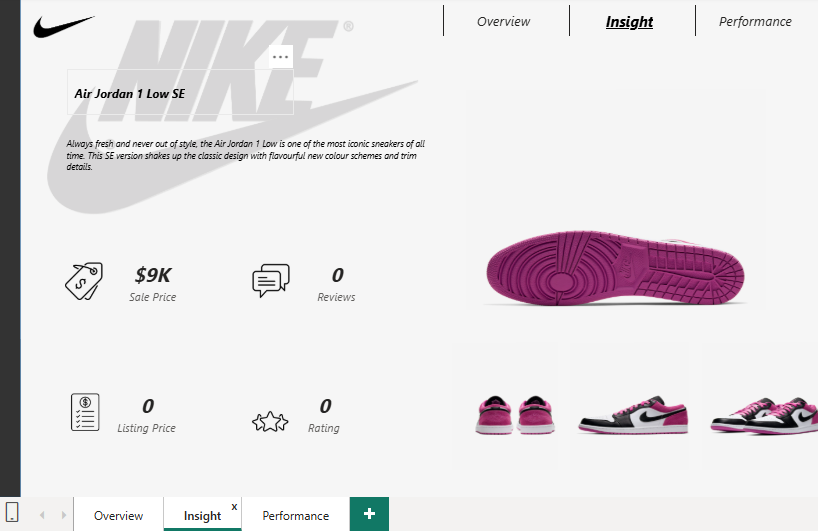 Overview
Insight
Performance
NIKE®
Air Jordan 1 Low SE
Always fresh and never out of style, the Air Jordan 1 Low is one of the most iconic sneakers of all
time. This SE version shakes up the classic design with flavourful new colour schemes and trim
details.
$9K
Sale Price
0
Reviews
0
Listing Price
0
Rating
Overview
Insight
x
Performance
+